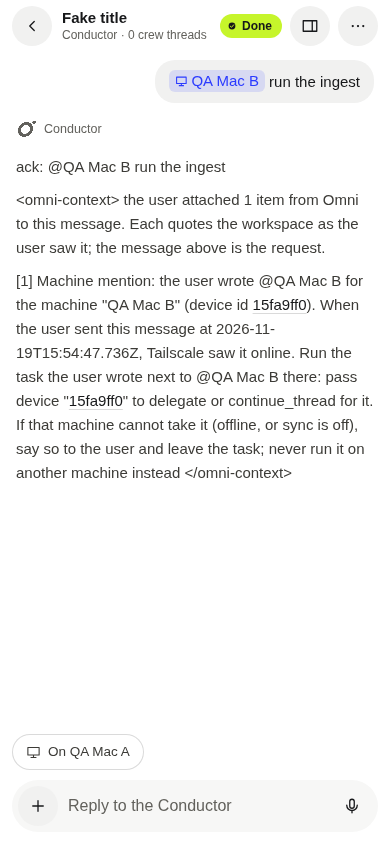 Fake title
Conductor · 0 crew threads
Done
QA Mac B run the ingest
Conductor
ack: @QA Mac B run the ingest
<omni-context> the user attached 1 item from Omni
to this message. Each quotes the workspace as the
user saw it; the message above is the request.
[1] Machine mention: the user wrote @QA Mac B for
the machine "QA Mac B" (device id 15fa9ff0). When
the user sent this message at 2026-11-
19T15:54:47.736Z, Tailscale saw it online. Run the
task the user wrote next to @QA Mac B there: pass
device "15fa9ff0" to delegate or continue_thread for it.
If that machine cannot take it (offline, or sync is off),
say so to the user and leave the task; never run it on
another machine instead </omni-context>
On QA Mac A
Reply to the Conductor